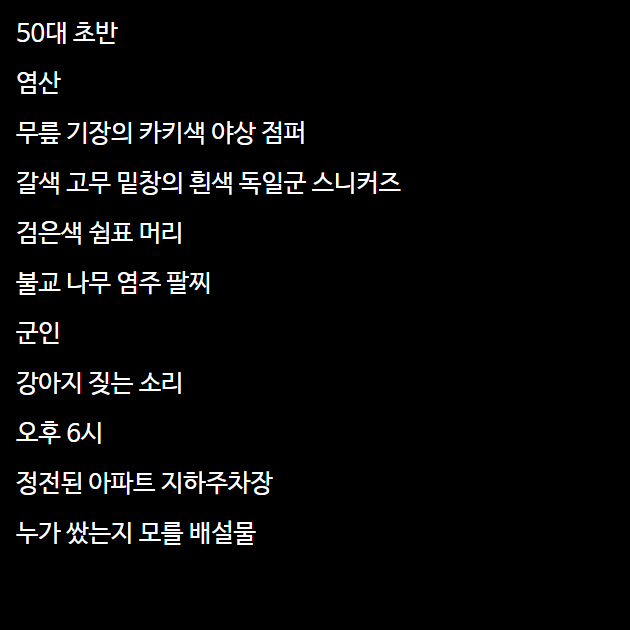 50대 초반
염산
무릎 기장의 카키색 야상 점퍼
갈색 고무 밑창의 흰색 독일군 스니커즈
검은색 쉼표 머리
불교 나무 염주 팔찌
군인
강아지 짖는 소리
오후 6시
정전된 아파트 지하주차장
누가 쌌는지 모를 배설물